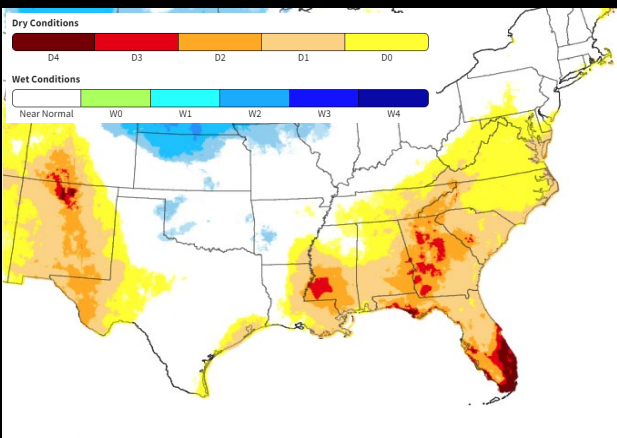 Dry Conditions
D4 D3 D2 D1 D0
Wet Conditions
Near Normal W0 W1 W2 W3 W4